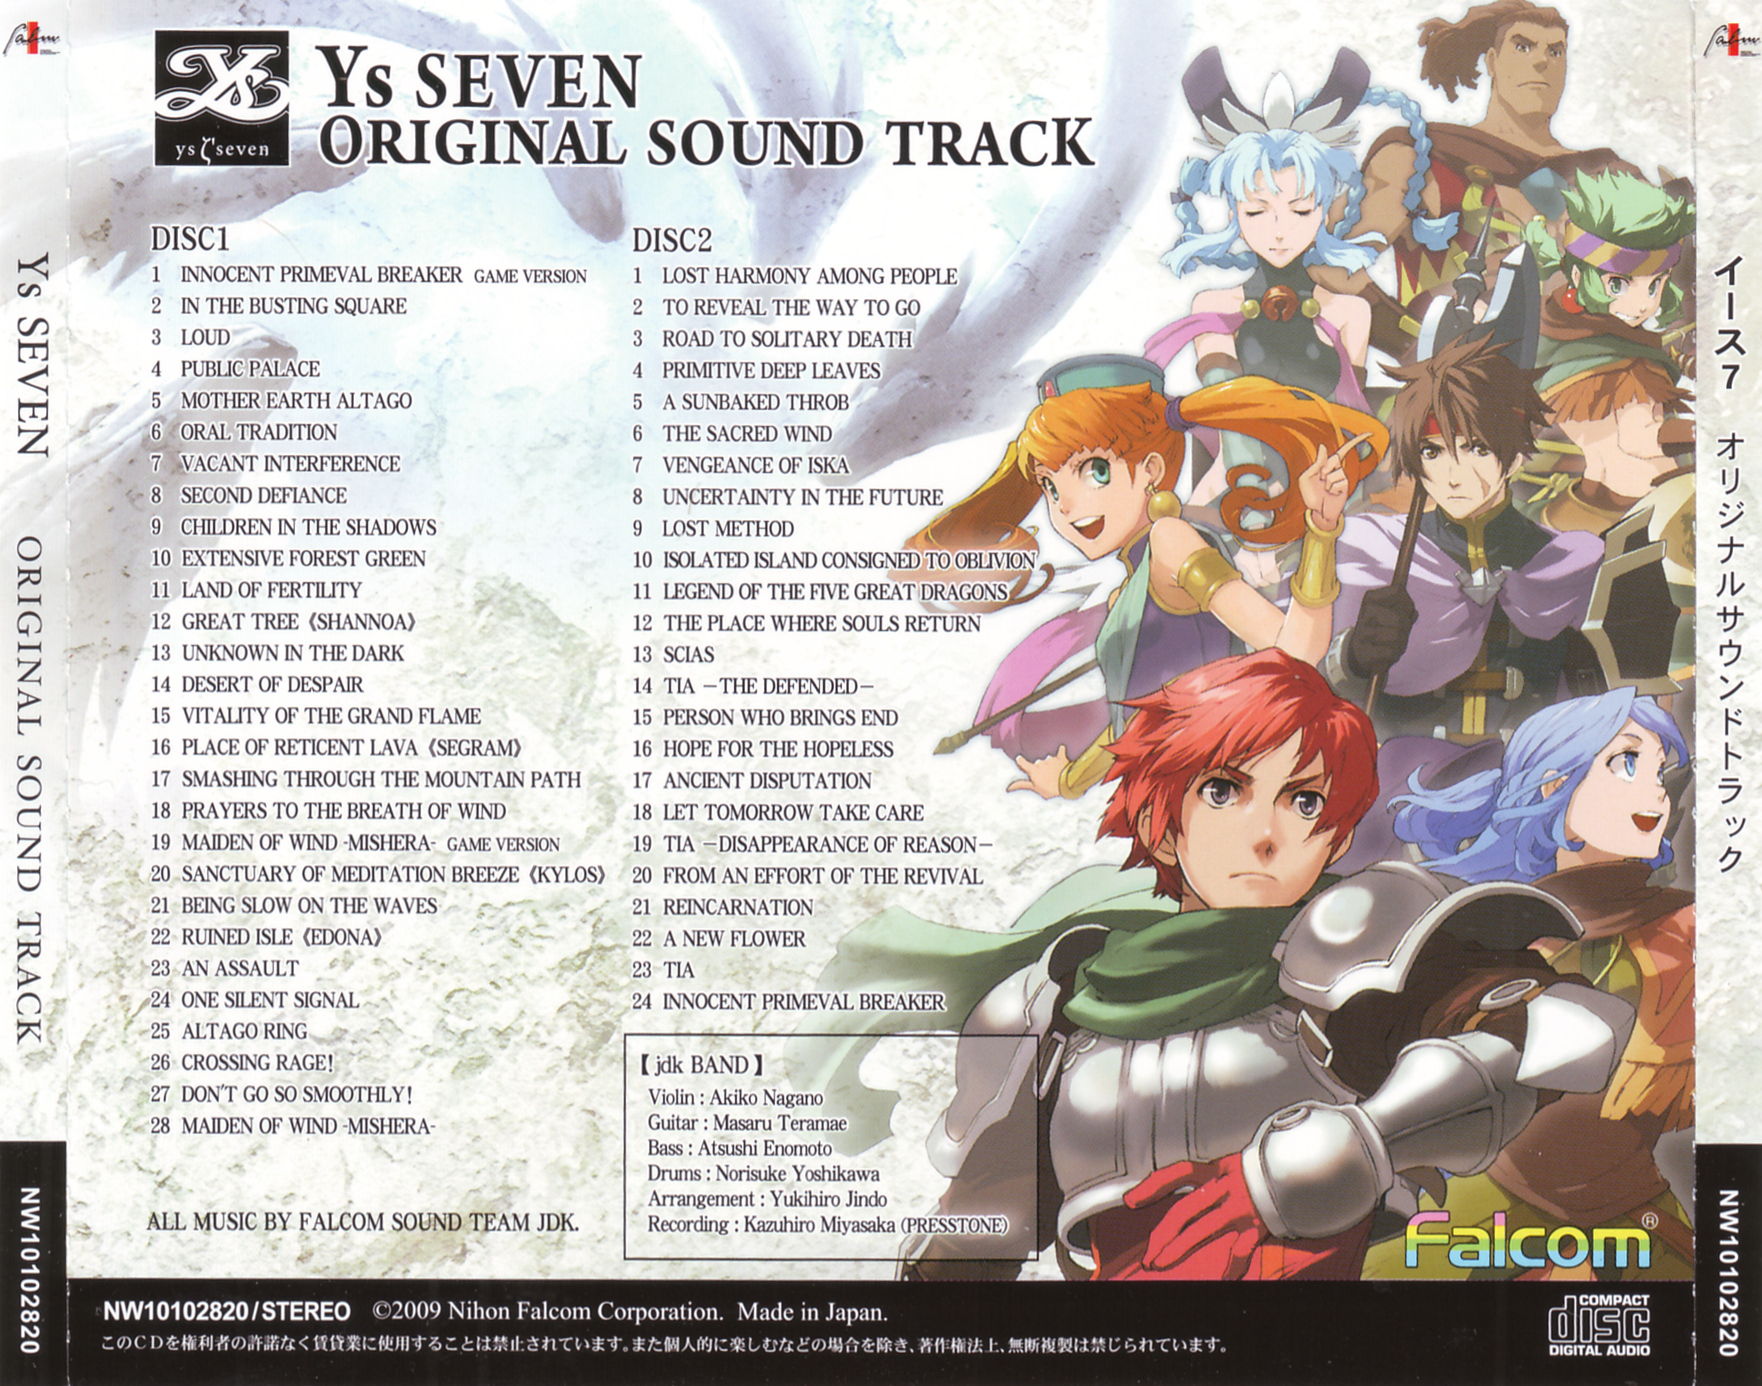 Ys
ys ζ seven
Ys SEVEN
ORIGINAL SOUND TRACK
DISC1
1 INNOCENT PRIMEVAL BREAKER GAME VERSION
2 IN THE BUSTING SQUARE
3 LOUD
4 PUBLIC PALACE
5 MOTHER EARTH ALTAGO
6 ORAL TRADITION
7 VACANT INTERFERENCE
8 SECOND DEFIANCE
9 CHILDREN IN THE SHADOWS
10 EXTENSIVE FOREST GREEN
11 LAND OF FERTILITY
12 GREAT TREE《SHANNOA》
13 UNKNOWN IN THE DARK
14 DESERT OF DESPAIR
15 VITALITY OF THE GRAND FLAME
16 PLACE OF RETICENT LAVA《SEGRAM》
17 SMASHING THROUGH THE MOUNTAIN PATH
18 PRAYERS TO THE BREATH OF WIND
19 MAIDEN OF WIND -MISHERA- GAME VERSION
20 SANCTUARY OF MEDITATION BREEZE《KYLOS》
21 BEING SLOW ON THE WAVES
22 RUINED ISLE《EDONA》
23 AN ASSAULT
24 ONE SILENT SIGNAL
25 ALTAGO RING
26 CROSSING RAGE!
27 DON'T GO SO SMOOTHLY!
28 MAIDEN OF WIND -MISHERA-
ALL MUSIC BY FALCOM SOUND TEAM JDK.
DISC2
1 LOST HARMONY AMONG PEOPLE
2 TO REVEAL THE WAY TO GO
3 ROAD TO SOLITARY DEATH
4 PRIMITIVE DEEP LEAVES
5 A SUNBAKED THROB
6 THE SACRED WIND
7 VENGEANCE OF ISKA
8 UNCERTAINTY IN THE FUTURE
9 LOST METHOD
10 ISOLATED ISLAND CONSIGNED TO OBLIVION
11 LEGEND OF THE FIVE GREAT DRAGONS
12 THE PLACE WHERE SOULS RETURN
13 SCIAS
14 TIA －THE DEFENDED－
15 PERSON WHO BRINGS END
16 HOPE FOR THE HOPELESS
17 ANCIENT DISPUTATION
18 LET TOMORROW TAKE CARE
19 TIA －DISAPPEARANCE OF REASON－
20 FROM AN EFFORT OF THE REVIVAL
21 REINCARNATION
22 A NEW FLOWER
23 TIA
24 INNOCENT PRIMEVAL BREAKER
【jdk BAND】
Violin : Akiko Nagano
Guitar : Masaru Teramae
Bass : Atsushi Enomoto
Drums : Norisuke Yoshikawa
Arrangement : Yukihiro Jindo
Recording : Kazuhiro Miyasaka (PRESSTONE)
Falcom®
NW10102820/STEREO ©2009 Nihon Falcom Corporation. Made in Japan.
このCDを権利者の許諾なく賃貸業に使用することは禁止されています。また個人的に楽しむなどの場合を除き、著作権法上、無断複製は禁じられています。
COMPACT
disc
DIGITAL AUDIO
Falcom
Ys SEVEN ORIGINAL SOUND TRACK
NW10102820
Falcom
イース7 オリジナルサウンドトラック
NW10102820